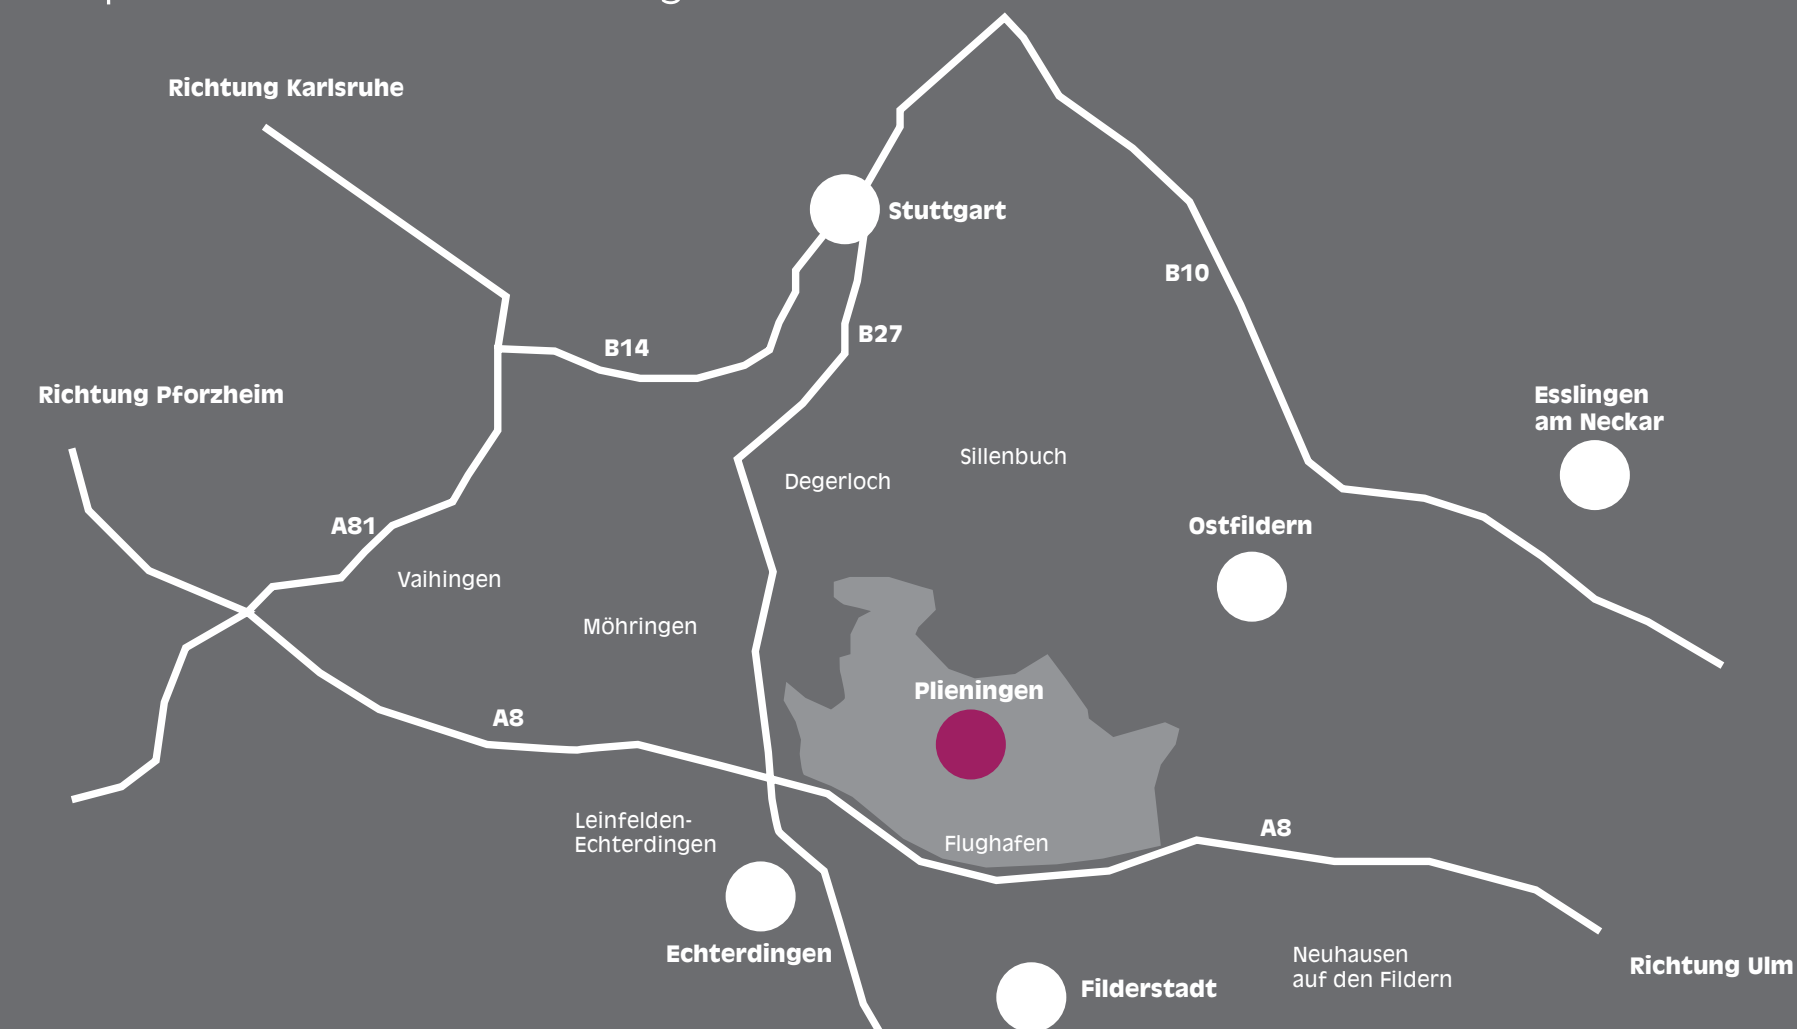 Richtung Karlsruhe
Stuttgart
B10
B27
B14
Richtung Pforzheim
Esslingen
am Neckar
Sillenbuch
Degerloch
A81
Ostfildern
Vaihingen
Möhringen
Plieningen
A8
Leinfelden-
Echterdingen
Flughafen
A8
Echterdingen
Neuhausen
auf den Fildern
Richtung Ulm
Filderstadt